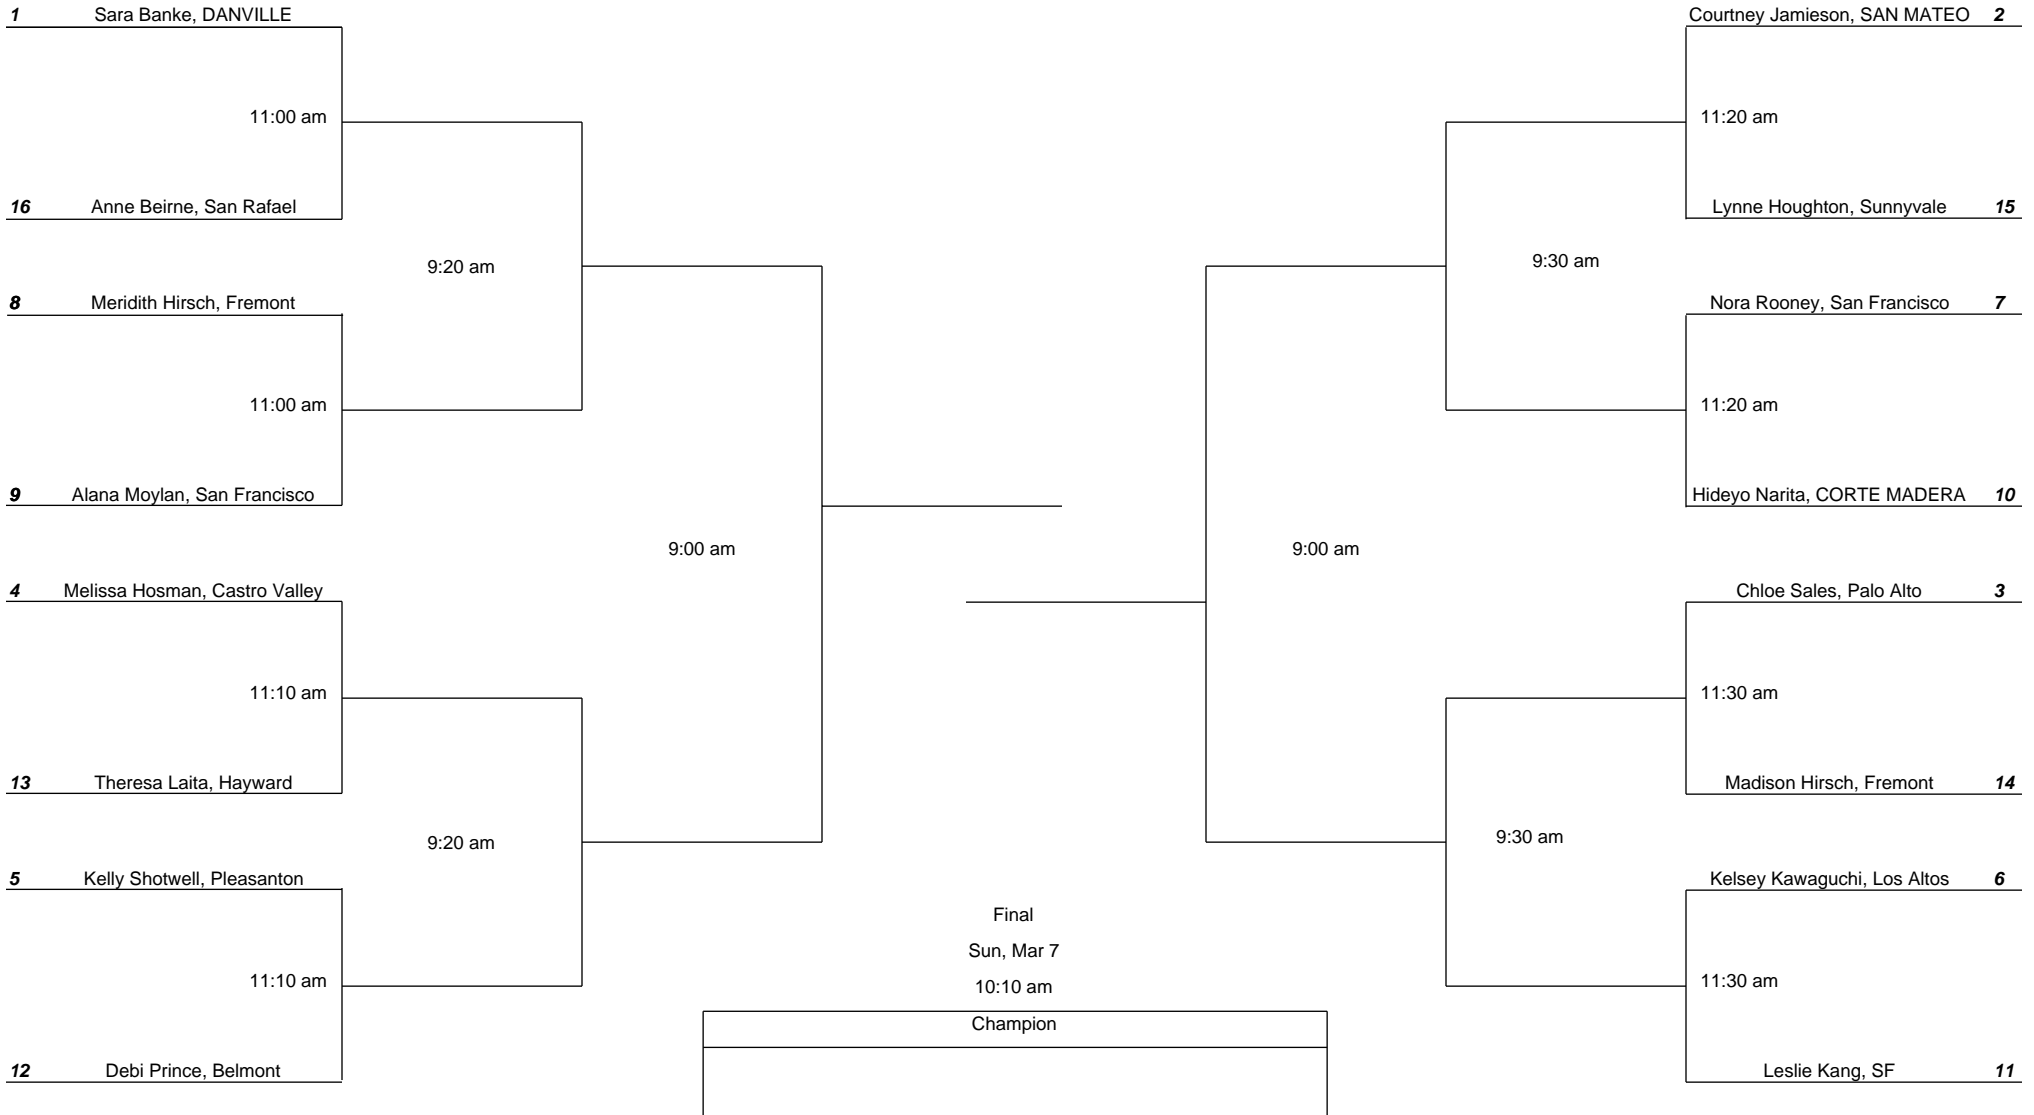 1 Sara Banke, DANVILLE
Courtney Jamieson, SAN MATEO 2
11:00 am
11:20 am
16 Anne Beirne, San Rafael
Lynne Houghton, Sunnyvale 15
9:20 am
9:30 am
8 Meridith Hirsch, Fremont
Nora Rooney, San Francisco 7
11:00 am
11:20 am
9 Alana Moylan, San Francisco
Hideyo Narita, CORTE MADERA 10
9:00 am
9:00 am
4 Melissa Hosman, Castro Valley
Chloe Sales, Palo Alto 3
11:10 am
11:30 am
13 Theresa Laita, Hayward
Madison Hirsch, Fremont 14
9:20 am
9:30 am
5 Kelly Shotwell, Pleasanton
Kelsey Kawaguchi, Los Altos 6
Final
Sun, Mar 7
11:10 am
10:10 am
11:30 am
Champion
12 Debi Prince, Belmont
Leslie Kang, SF 11